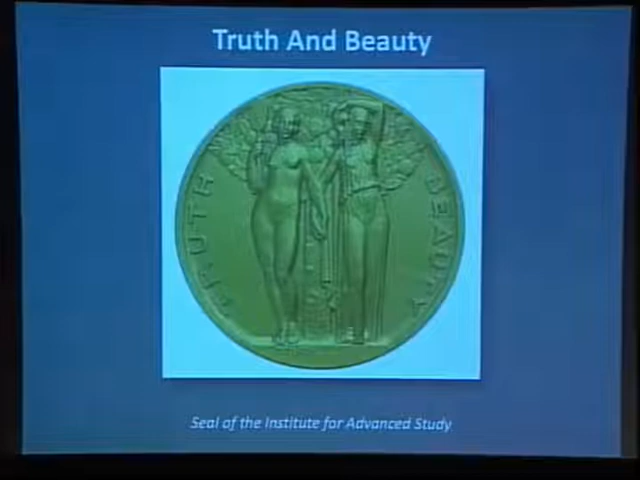 Truth And Beauty
TRUTH
BEAUTY
Seal of the Institute for Advanced Study